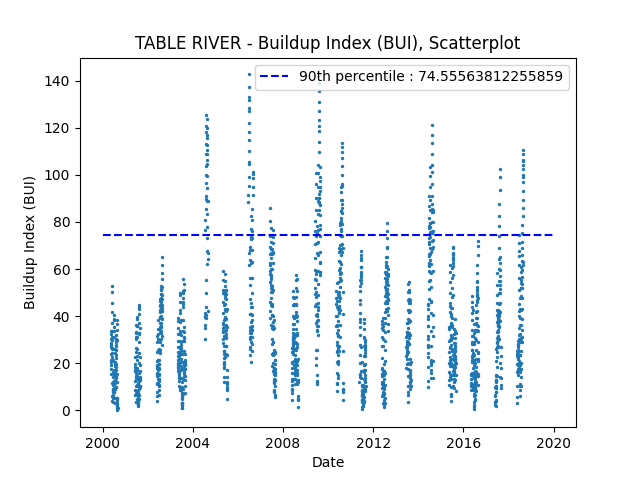 TABLE RIVER - Buildup Index (BUI), Scatterplot
90th percentile : 74.55563812255859
Buildup Index (BUI)
140
120
100
80
60
40
20
0
2000 2004 2008 2012 2016 2020
Date